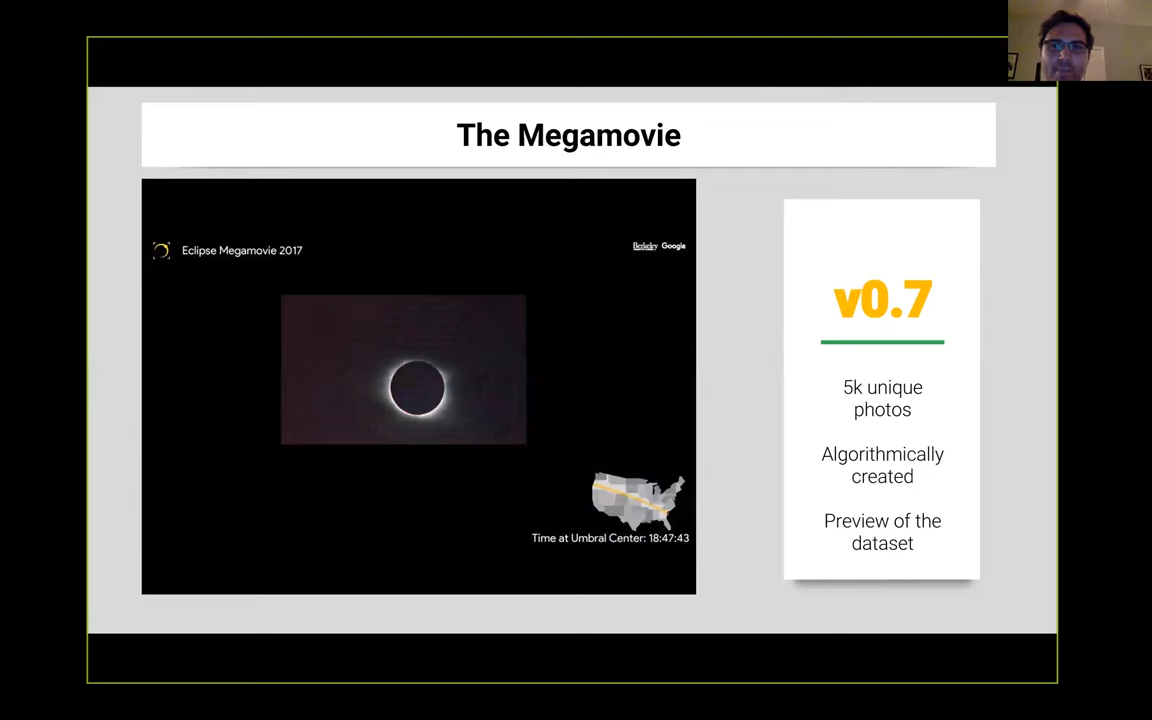 The Megamovie
Eclipse Megamovie 2017
Berkeley Google
v0.7
5k unique
photos
Algorithmically
created
Preview of the
dataset
Time at Umbral Center: 18:47:43